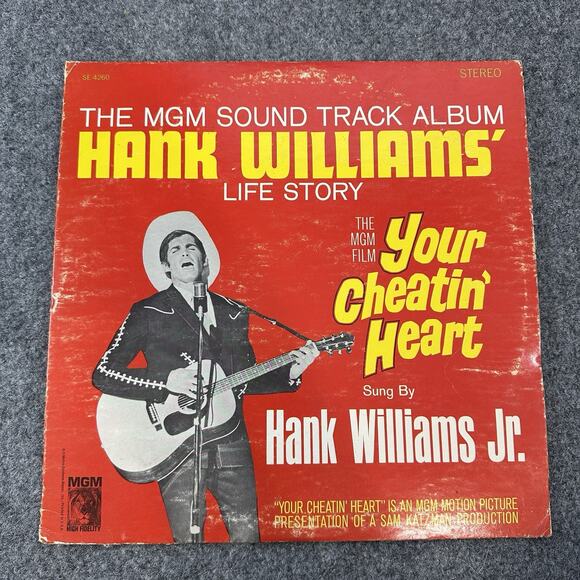 SE 4260
STEREO
THE MGM SOUND TRACK ALBUM
HANK WILLIAMS'
LIFE STORY
THE
MGM
FILM
Your
Cheatin'
Heart
Sung By
Hank Williams Jr.
MGM
HIGH FIDELITY
"YOUR CHEATIN' HEART" IS AN MGM MOTION PICTURE
PRESENTATION OF A SAM KATZMAN PRODUCTION